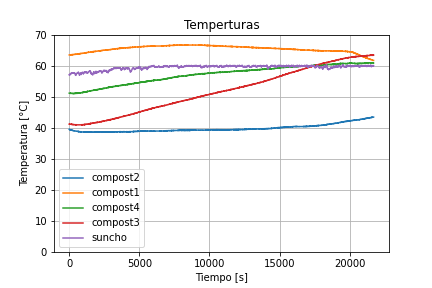 Temperturas
70
60
50
40
30
20
10
0
Temperatura [°C]
compost2
compost1
compost4
compost3
suncho
0 5000 10000 15000 20000
Tiempo [s]